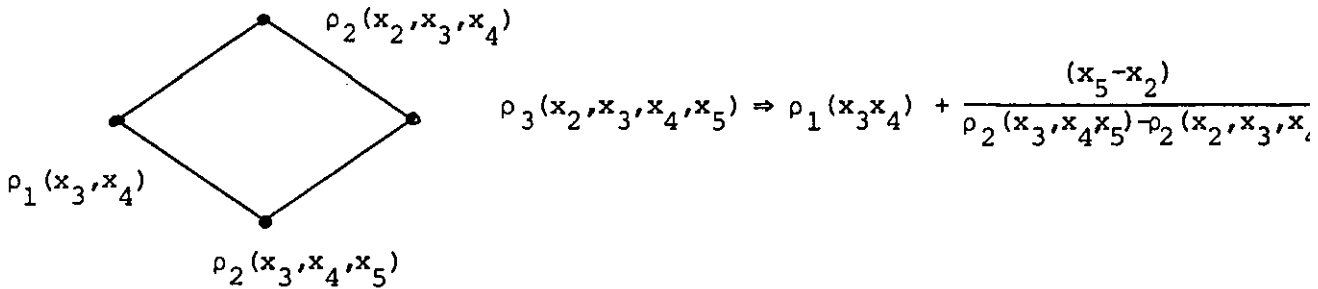 ρ₂(x₂,x₃,x₄)
(x₅-x₂)
ρ₃(x₂,x₃,x₄,x₅) ⇒ ρ₁(x₃x₄) + ρ₂(x₃,x₄x₅)-ρ₂(x₂,x₃,x₄
ρ₁(x₃,x₄)
ρ₂(x₃,x₄,x₅)